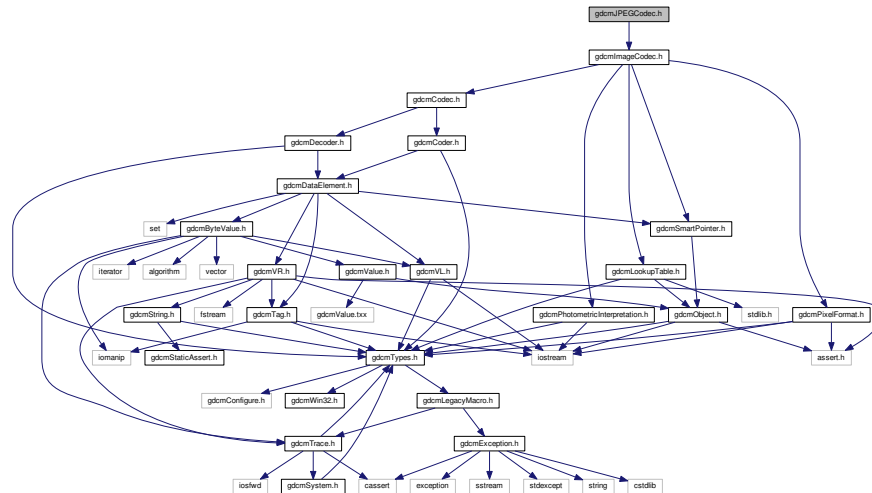 gdcmJPEGCodec.h
gdcmImageCodec.h
gdcmCodec.h
gdcmDecoder.h
gdcmCoder.h
gdcmDataElement.h
set
gdcmByteValue.h
gdcmSmartPointer.h
iterator
algorithm
vector
gdcmVR.h
gdcmValue.h
gdcmVL.h
gdcmLookupTable.h
gdcmString.h
fstream
gdcmTag.h
gdcmValue.txx
gdcmPhotometricInterpretation.h
gdcmObject.h
stdlib.h
gdcmPixelFormat.h
iomanip
gdcmStaticAssert.h
gdcmTypes.h
iostream
assert.h
gdcmConfigure.h
gdcmWin32.h
gdcmLegacyMacro.h
gdcmTrace.h
gdcmException.h
iosfwd
gdcmSystem.h
cassert
exception
sstream
stdexcept
string
cstdlib